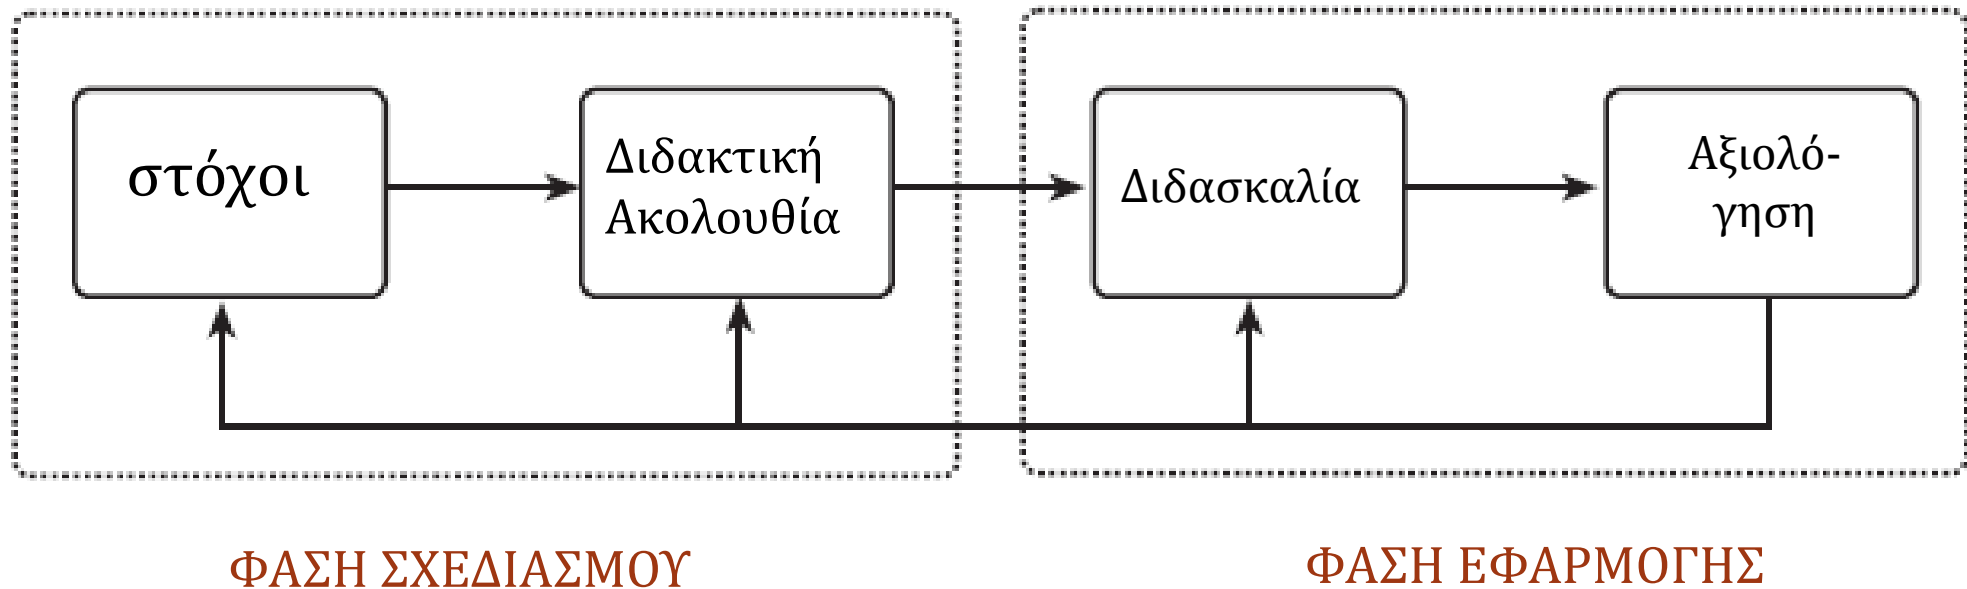 στόχοι
Διδακτική
Ακολουθία
Διδασκαλία
Αξιολό-
γηση
ΦΑΣΗ ΣΧΕΔΙΑΣΜΟΥ
ΦΑΣΗ ΕΦΑΡΜΟΓΗΣ